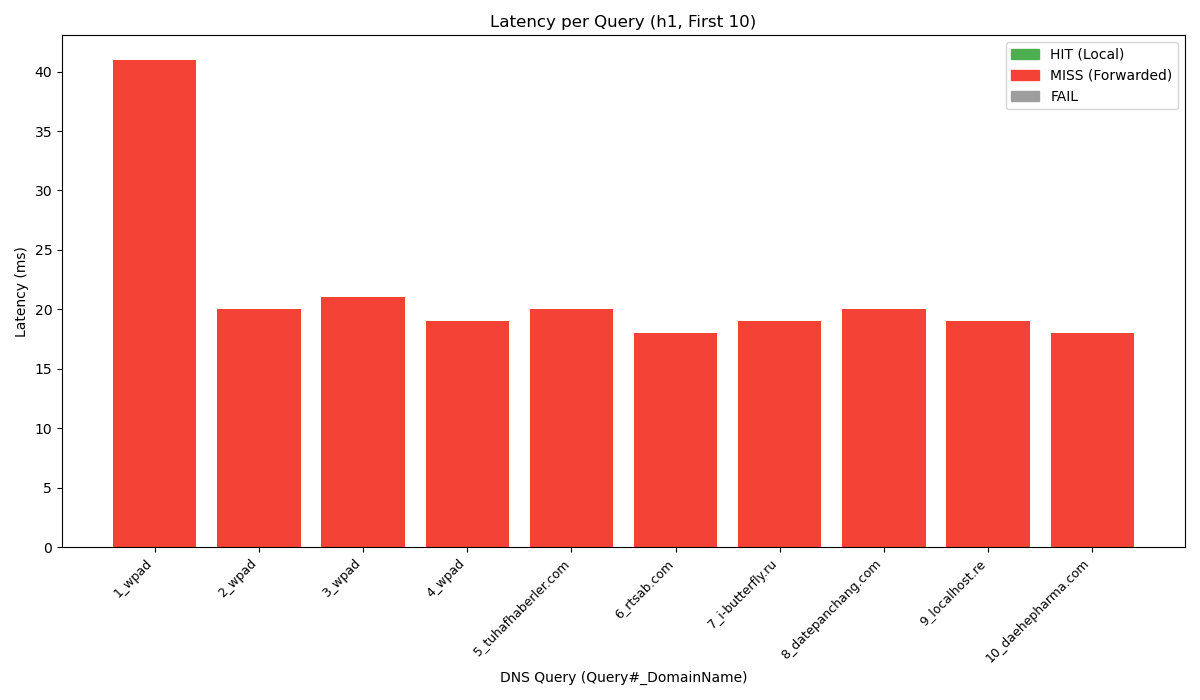 Latency per Query (h1, First 10)
HIT (Local)
MISS (Forwarded)
FAIL
Latency (ms)
40
35
30
25
20
15
10
5
0
1_wpad
2_wpad
3_wpad
4_wpad
5_tuhafhaberler.com
6_rtsab.com
7_i-butterfly.ru
8_datepanchang.com
9_localhost.re
10_daehepharma.com
DNS Query (Query#_DomainName)